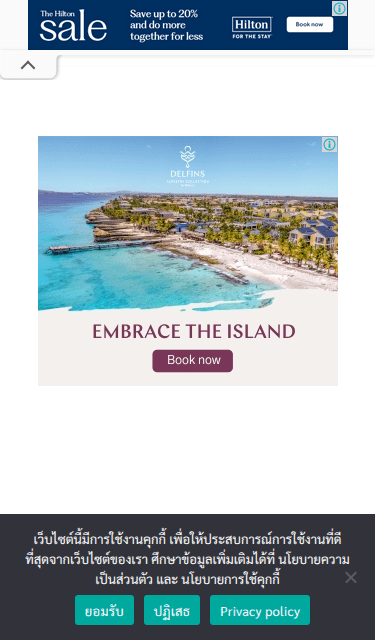 The Hilton
sale
Save up to 20%
and do more
together for less
Hilton
FOR THE STAY
Book now
DELFINS
EMBRACE THE ISLAND
Book now
เว็บไซต์นี้มีการใช้งานคุกกี้ เพื่อให้ประสบการณ์การใช้งานที่ดี
ที่สุดจากเว็บไซต์ของเรา ศึกษาข้อมูลเพิ่มเติมได้ที่ นโยบายความ
เป็นส่วนตัว และ นโยบายการใช้คุกกี้
ยอมรับ
ปฏิเสธ
Privacy policy